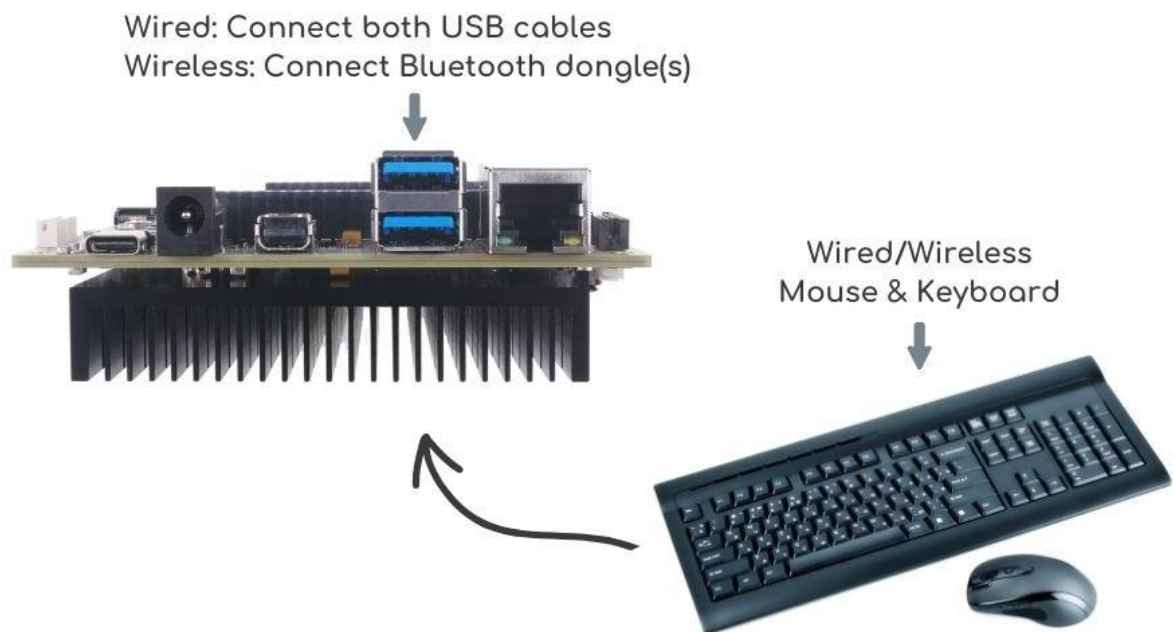 Wired: Connect both USB cables
Wireless: Connect Bluetooth dongle(s)
Wired/Wireless
Mouse & Keyboard